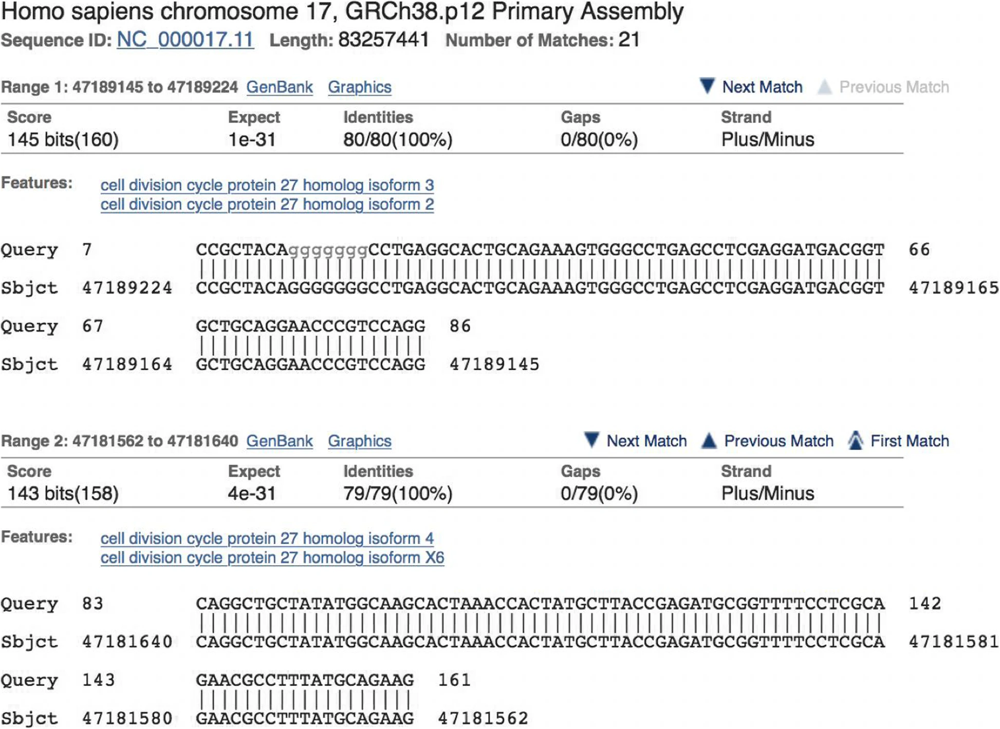 Homo sapiens chromosome 17, GRCh38.p12 Primary Assembly
Sequence ID: NC_000017.11 Length: 83257441 Number of Matches: 21
Range 1: 47189145 to 47189224 GenBank Graphics Next Match Previous Match
Score Expect Identities Gaps Strand
145 bits(160) 1e-31 80/80(100%) 0/80(0%) Plus/Minus
Features: cell division cycle protein 27 homolog isoform 3
cell division cycle protein 27 homolog isoform 2
Query 7 CCGCTACAgggggggCCTGAGGCACTGCAGAAAGTGGGCCTGAGCCTCGAGGATGACGGT 66
||||||||||||||||||||||||||||||||||||||||||||||||||||||||||||
Sbjct 47189224 CCGCTACAGGGGGGGCCTGAGGCACTGCAGAAAGTGGGCCTGAGCCTCGAGGATGACGGT 47189165
Query 67 GCTGCAGGAACCCGTCCAGG 86
||||||||||||||||||||
Sbjct 47189164 GCTGCAGGAACCCGTCCAGG 47189145
Range 2: 47181562 to 47181640 GenBank Graphics Next Match Previous Match First Match
Score Expect Identities Gaps Strand
143 bits(158) 4e-31 79/79(100%) 0/79(0%) Plus/Minus
Features: cell division cycle protein 27 homolog isoform 4
cell division cycle protein 27 homolog isoform X6
Query 83 CAGGCTGCTATATGGCAAGCACTAAACCACTATGCTTACCGAGATGCGGTTTTCCTCGCA 142
||||||||||||||||||||||||||||||||||||||||||||||||||||||||||||
Sbjct 47181640 CAGGCTGCTATATGGCAAGCACTAAACCACTATGCTTACCGAGATGCGGTTTTCCTCGCA 47181581
Query 143 GAACGCCTTTATGCAGAAG 161
|||||||||||||||||||
Sbjct 47181580 GAACGCCTTTATGCAGAAG 47181562